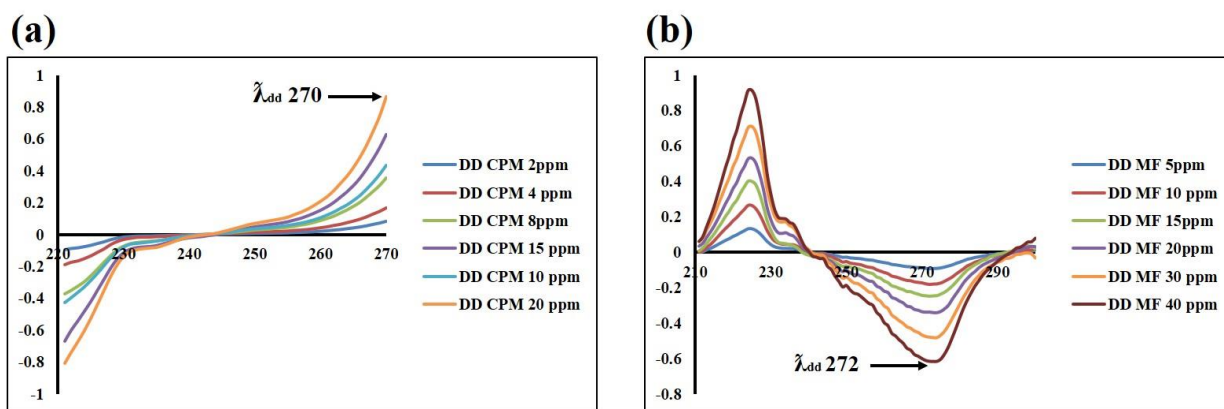 (a)
1
0.8
0.6
0.4
0.2
0
-0.2
-0.4
-0.6
-0.8
-1
220
230
240
250
260
270
λ̃dd 270
DD CPM 2ppm
DD CPM 4 ppm
DD CPM 8ppm
DD CPM 15 ppm
DD CPM 10 ppm
DD CPM 20 ppm
(b)
1
0.8
0.6
0.4
0.2
0
-0.2
-0.4
-0.6
-0.8
210
230
250
270
290
λ̃dd 272
DD MF 5ppm
DD MF 10 ppm
DD MF 15ppm
DD MF 20ppm
DD MF 30 ppm
DD MF 40 ppm